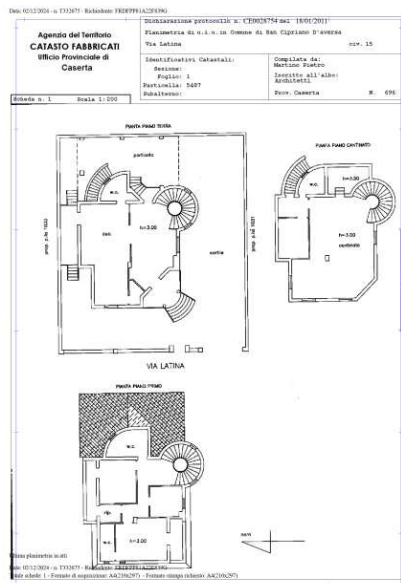 Data: 02/12/2024 - n. T332675 - Richiedente: FRDFPP81A22F839G
Agenzia del Territorio
CATASTO FABBRICATI
Ufficio Provinciale di
Caserta
Dichiarazione protocollo n. CE0028754 del 18/01/2011
Planimetria di u.i.u. in Comune di San Cipriano D'aversa
Via Latina civ. 15
Identificativi Catastali:
Sezione:
Foglio: 1
Particella: 5487
Subalterno:
Compilata da:
Martino Pietro
Iscritto all'albo:
Architetti
Prov. Caserta N. 696
Scheda n. 1 Scala 1:200
PIANTA PIANO TERRA
porticato
w.c.
h=3.00
corte
VIA LATINA
PIANTA PIANO CANTINATO
w.c.
h=3.00
h=3.00
cantinato
PIANTA PIANO PRIMO
w.c.
rip.
h=3.00
Ultima planimetria in atti
Data: 02/12/2024 - n. T332675 - Richiedente: FRDFPP81A22F839G
Totale schede: 1 - Formato di acquisizione: A4(210x297) - Formato stampa richiesto: A4(210x297)